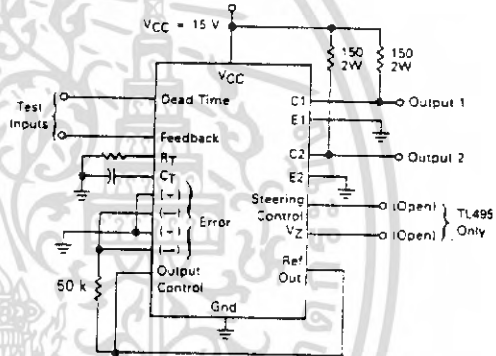 VCC = 15 V
150
2W
150
2W
VCC
Test
Inputs
Dead Time
Feedback
RT
CT
(+)
(−)
(+)
(−)
Error
Output
Control
50 k
Gnd
C1
E1
C2
E2
Steering
Control
VZ
Ref
Out
Output 1
Output 2
(Open)
(Open)
TL495
Only